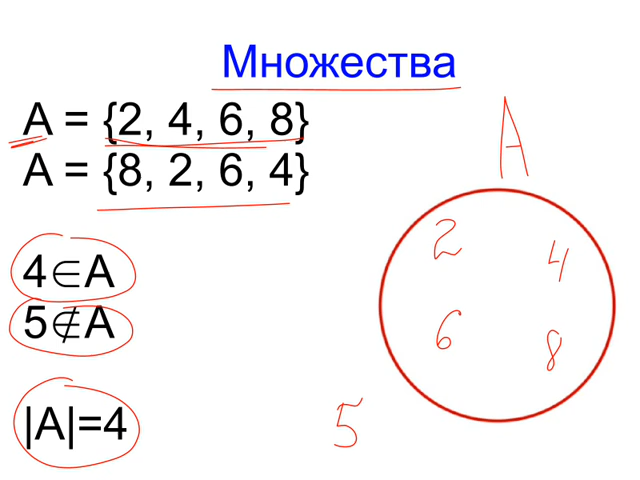 Множества
A = {2, 4, 6, 8}
A = {8, 2, 6, 4}
4∈A
5∉A
|A|=4
A
2 4
6 8
5